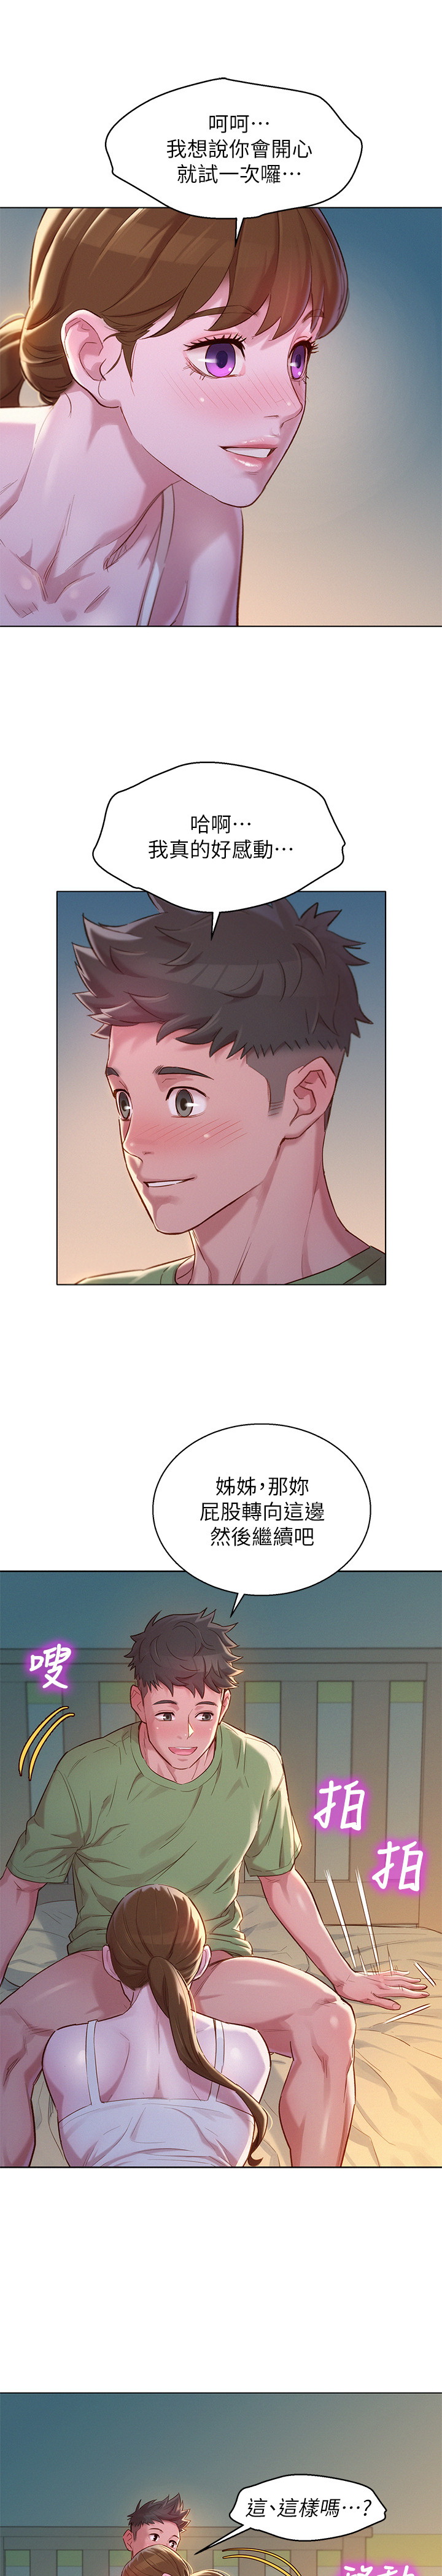 呵呵⋯
我想說你會開心
就試一次囉⋯
哈啊⋯
我真的好感動⋯
姊姊,那妳
屁股轉向這邊
然後繼續吧
嗖
拍
拍
這、這樣嗎⋯?
移動